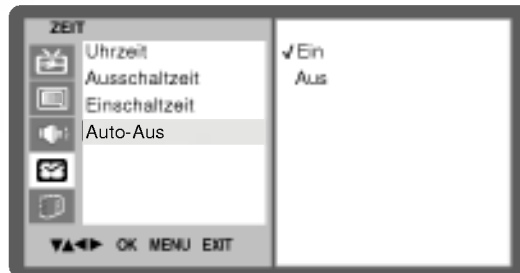 ZEIT
Uhrzeit
Ausschaltzeit
Einschaltzeit
Auto-Aus
√ Ein
Aus
▼▲◀▶ OK MENU EXIT